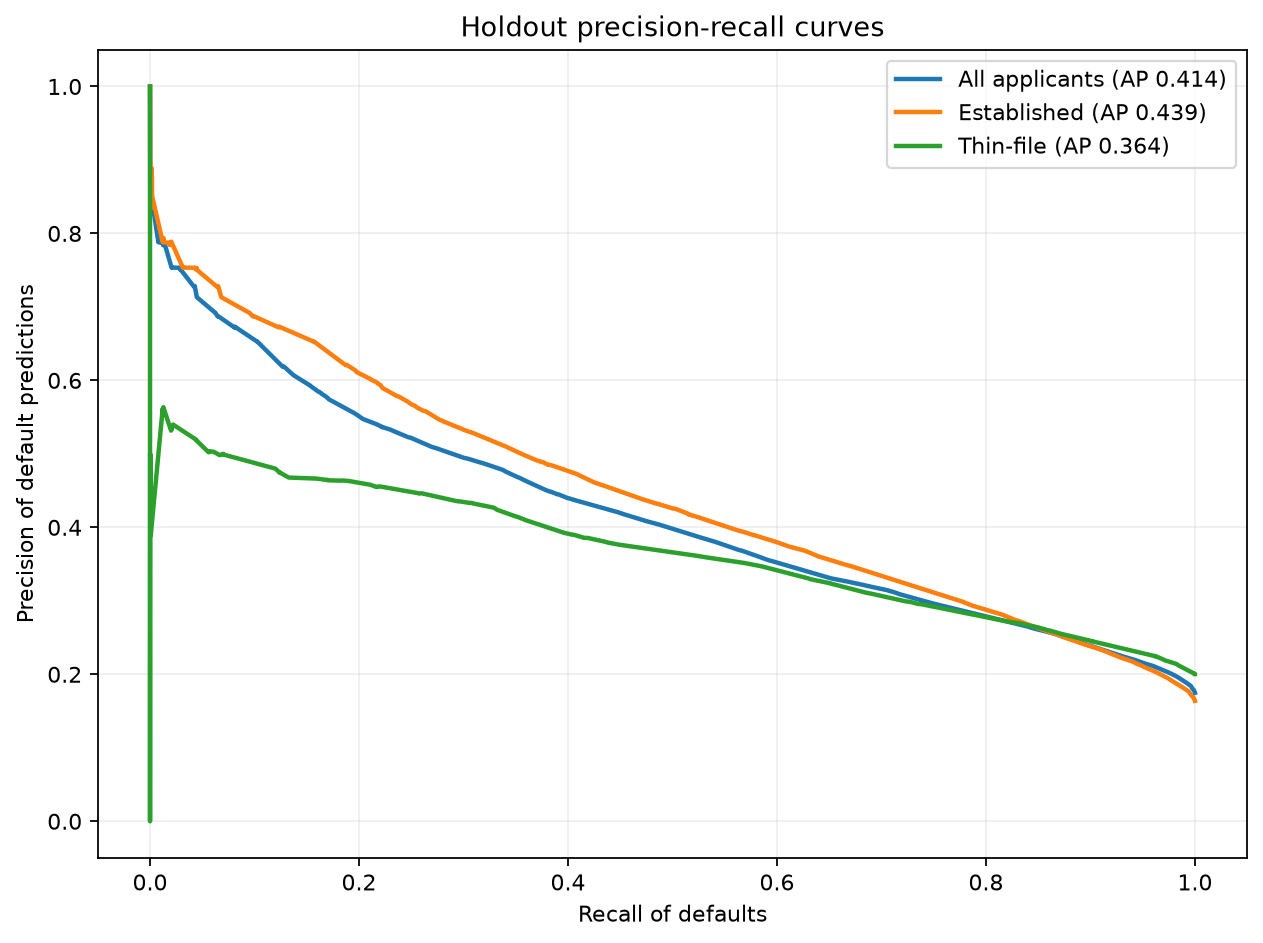 Holdout precision-recall curves
All applicants (AP 0.414)
Established (AP 0.439)
Thin-file (AP 0.364)
Precision of default predictions
1.0
0.8
0.6
0.4
0.2
0.0
0.0 0.2 0.4 0.6 0.8 1.0
Recall of defaults